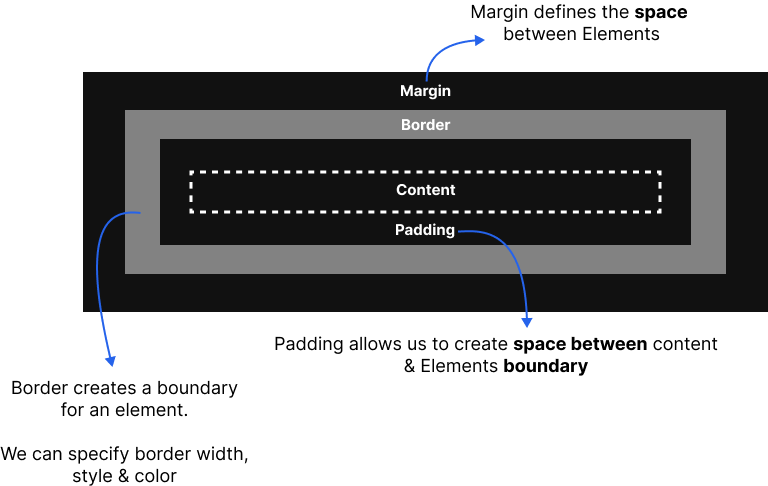 Margin defines the space
between Elements
Margin
Border
Content
Padding
Padding allows us to create space between content
& Elements boundary
Border creates a boundary
for an element.
We can specify border width,
style & color